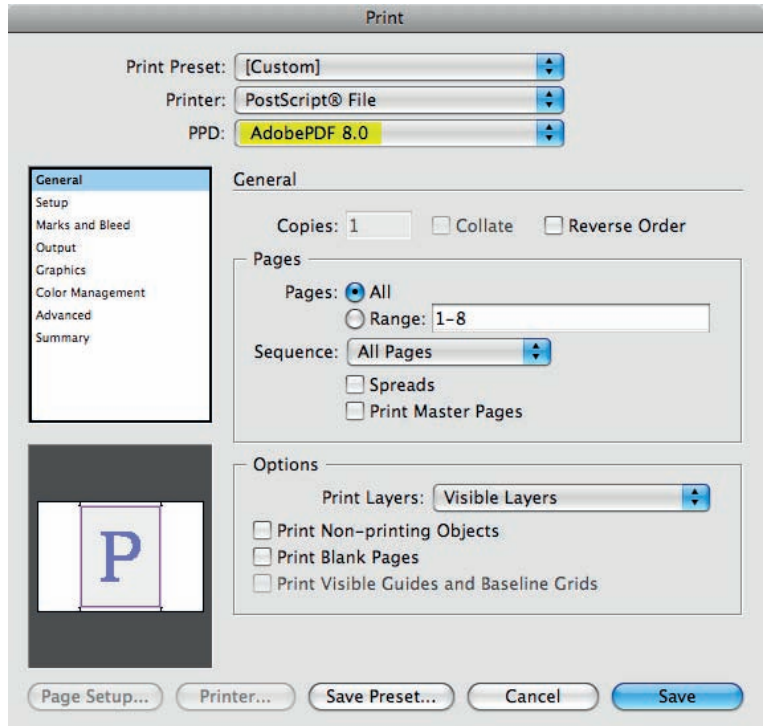 Print
Print Preset: [Custom]
Printer: PostScript® File
PPD: AdobePDF 8.0
General
Setup
Marks and Bleed
Output
Graphics
Color Management
Advanced
Summary
General
Copies: 1 Collate Reverse Order
Pages
Pages: All
Range: 1-8
Sequence: All Pages
Spreads
Print Master Pages
P
Options
Print Layers: Visible Layers
Print Non-printing Objects
Print Blank Pages
Print Visible Guides and Baseline Grids
Page Setup... Printer... Save Preset... Cancel Save